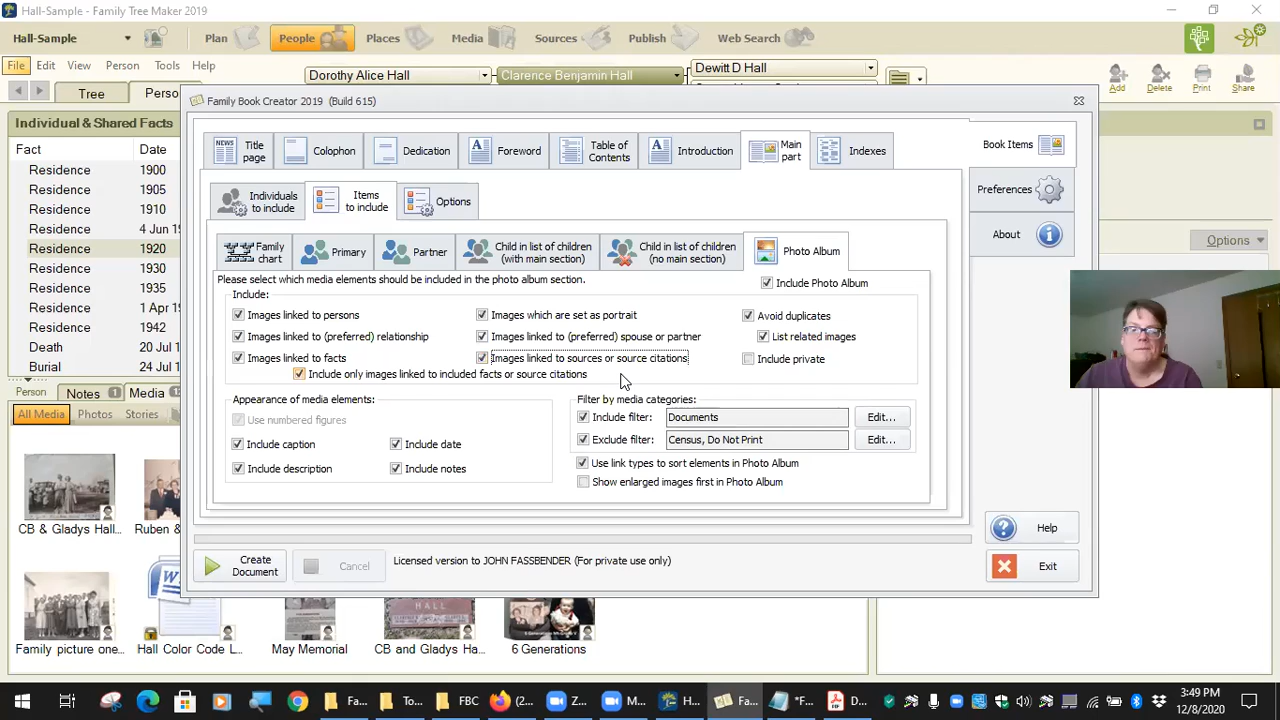 Hall-Sample - Family Tree Maker 2019
Hall-Sample Plan People Places Media Sources Publish Web Search
File Edit View Person Tools Help
Dorothy Alice Hall Clarence Benjamin Hall Dewitt D Hall
Tree
Add Delete Print Share
Family Book Creator 2019 (Build 615)
Individual & Shared Facts
Fact Date
Residence 1900
Residence 1905
Residence 1910
Residence
Residence 1920
Residence 1930
Residence 1935
Residence
Residence 1942
Death
Burial
Person Notes Media
All Media Photos Stories
CB & Gladys Hall... Ruben &
Family picture one... Hall Color Code L... May Memorial CB and Gladys Ha... 6 Generations
NEWS Title page
Colophon
Dedication
Foreword
Table of Contents
Introduction
Main part
Indexes
Book Items
Preferences
About
Individuals to include
Items to include
Options
Family chart
Primary
Partner
Child in list of children (with main section)
Child in list of children (no main section)
Photo Album
Please select which media elements should be included in the photo album section.
Include Photo Album
Include:
Images linked to persons
Images which are set as portrait
Avoid duplicates
Images linked to (preferred) relationship
Images linked to (preferred) spouse or partner
List related images
Images linked to facts
Images linked to sources or source citations
Include private
Include only images linked to included facts or source citations
Appearance of media elements:
Use numbered figures
Include caption
Include date
Include description
Include notes
Filter by media categories:
Include filter: Documents Edit...
Exclude filter: Census, Do Not Print Edit...
Use link types to sort elements in Photo Album
Show enlarged images first in Photo Album
Create Document
Cancel
Licensed version to JOHN FASSBENDER (For private use only)
Help
Exit
Options
HALL
6 Generations
Fa... To... FBC (2... Z... M... H... Fa... *F... D...
3:49 PM
12/8/2020